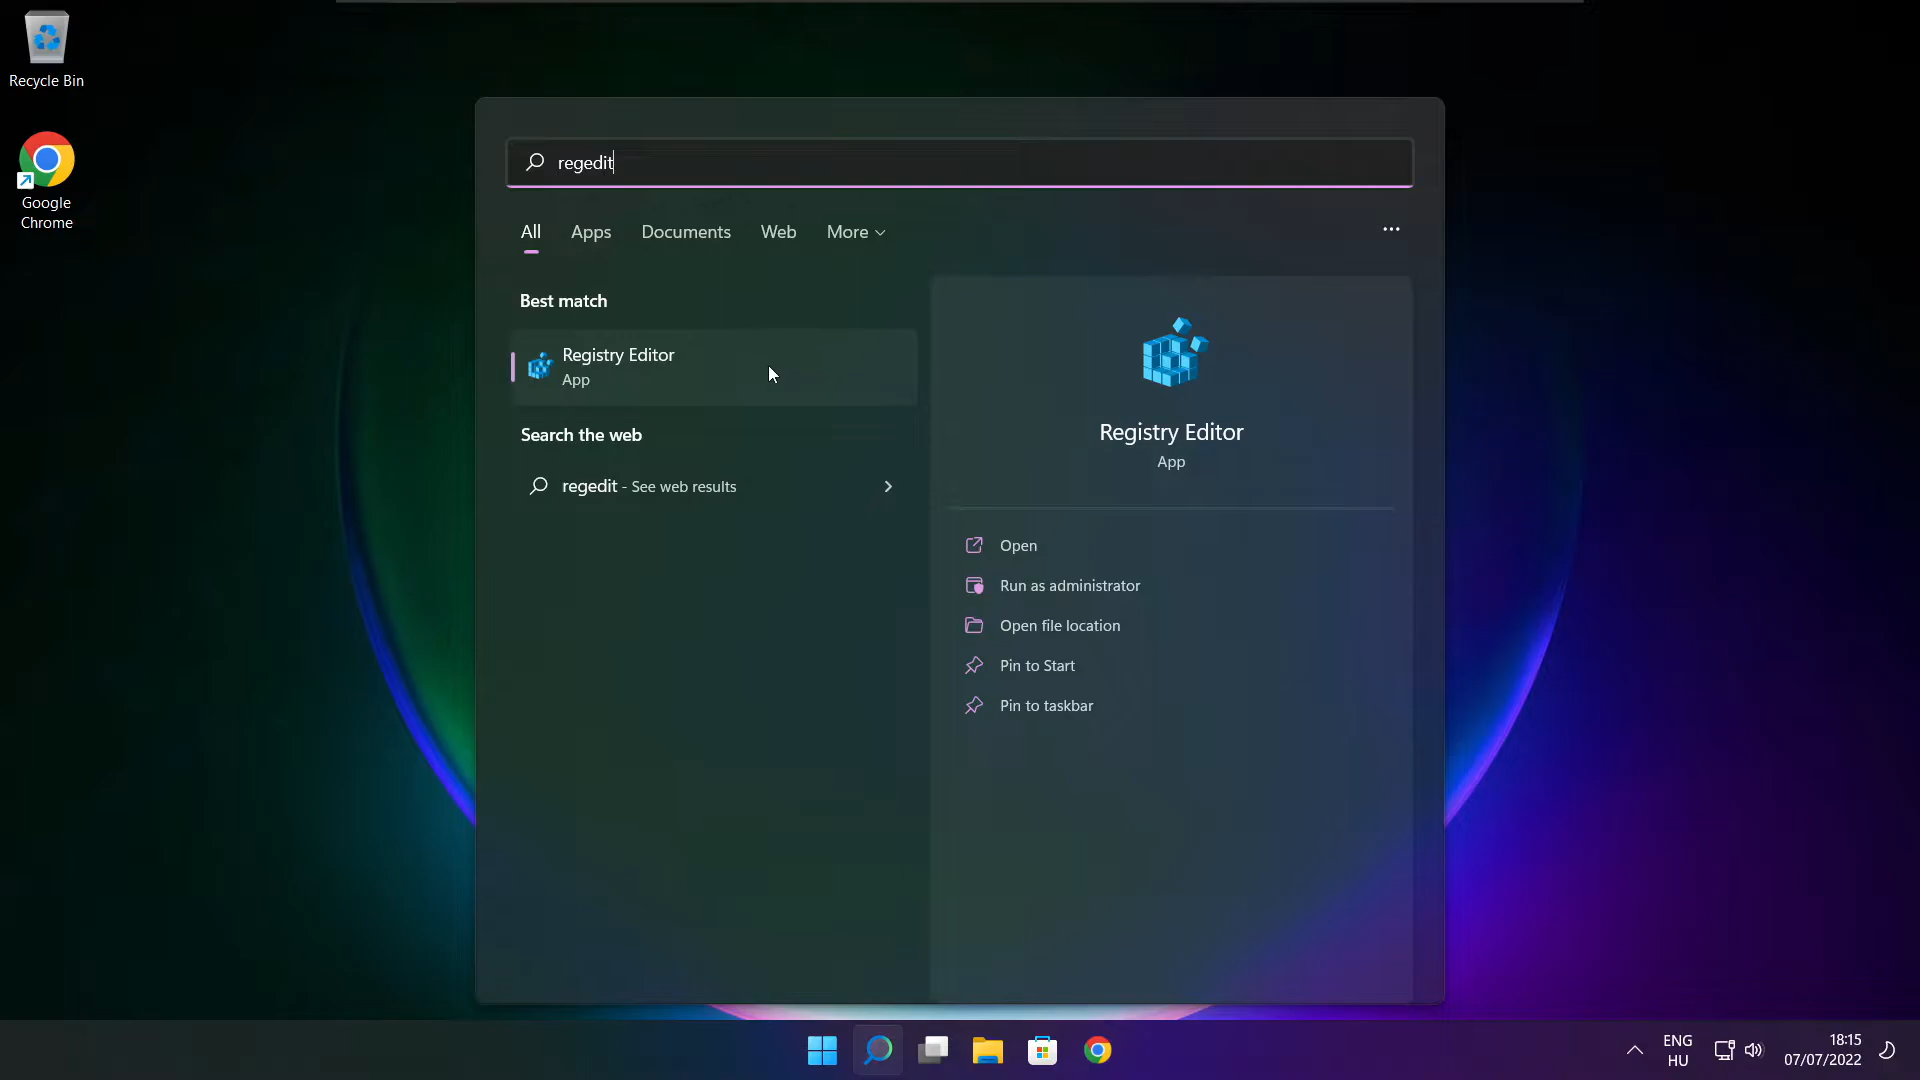 Recycle Bin
Google
Chrome
regedit
All Apps Documents Web More
Best match
Registry Editor
App
Search the web
regedit - See web results
Registry Editor
App
Open
Run as administrator
Open file location
Pin to Start
Pin to taskbar
ENG
HU
18:15
07/07/2022